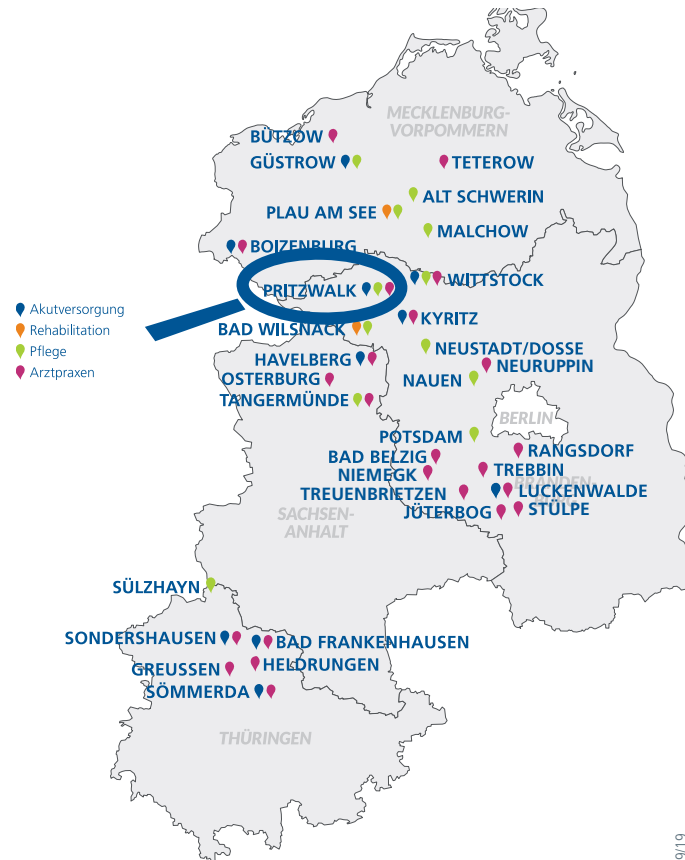 MECKLENBURG-
VORPOMMERN
BÜTZOW
GÜSTROW
TETEROW
ALT SCHWERIN
PLAU AM SEE
MALCHOW
BOIZENBURG
WITTSTOCK
PRITZWALK
Akutversorgung
Rehabilitation
Pflege
Arztpraxen
KYRITZ
BAD WILSNACK
NEUSTADT/DOSSE
HAVELBERG
NEURUPPIN
OSTERBURG
NAUEN
TANGERMÜNDE
BERLIN
POTSDAM
RANGSDORF
BAD BELZIG
TREBBIN
NIEMEGK
BRANDEN-
BURG
TREUENBRIETZEN
LUCKENWALDE
JÜTERBOG
STÜLPE
SACHSEN-
ANHALT
SÜLZHAYN
SONDERSHAUSEN
BAD FRANKENHAUSEN
GREUSSEN
HELDRUNGEN
SÖMMERDA
THÜRINGEN
9/19